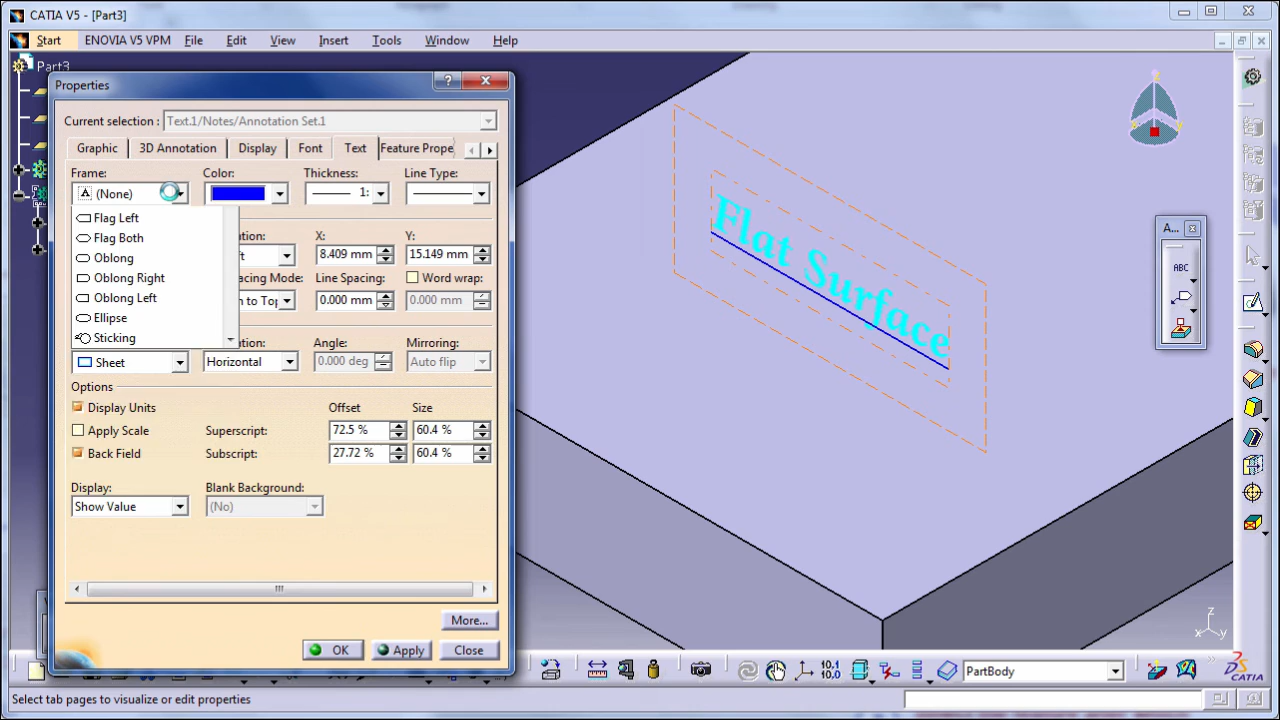 CATIA V5 - [Part3]
Start ENOVIA V5 VPM File Edit View Insert Tools Window Help
Part3
Properties
Current selection : Text.1/Notes/Annotation Set.1
Graphic 3D Annotation Display Font Text Feature Prope
Frame: Color: Thickness: Line Type:
(None) 1:
Flag Left
Flag Both
Oblong
Oblong Right
Oblong Left
Ellipse
Sticking
X: Y:
8.409 mm 15.149 mm
Line Spacing: Word wrap:
0.000 mm 0.000 mm
Angle: Mirroring:
Sheet Horizontal 0.000 deg Auto flip
Options
Display Units Offset Size
Apply Scale Superscript: 72.5 % 60.4 %
Back Field Subscript: 27.72 % 60.4 %
Display: Blank Background:
Show Value (No)
More...
OK Apply Close
Flat Surface
A...
ABC
x
y
z
10.1
10.0
PartBody
CATIA
Select tab pages to visualize or edit properties